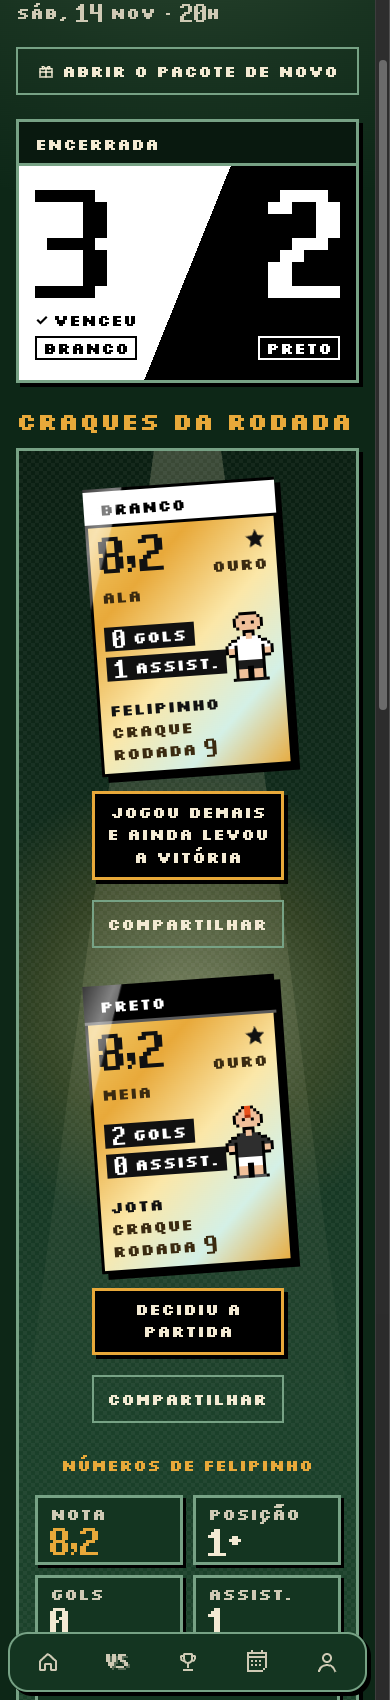 SÁB, 14 NOV · 20H
ABRIR O PACOTE DE NOVO
ENCERRADA
3 2
✓ VENCEU
BRANCO PRETO
CRAQUES DA RODADA
BRANCO
8,2 ★
OURO
ALA
0 GOLS
1 ASSIST.
FELIPINHO
CRAQUE
RODADA 9
JOGOU DEMAIS
E AINDA LEVOU
A VITÓRIA
COMPARTILHAR
PRETO
8,2 ★
OURO
MEIA
2 GOLS
0 ASSIST.
JOTA
CRAQUE
RODADA 9
DECIDIU A
PARTIDA
COMPARTILHAR
NÚMEROS DE FELIPINHO
NOTA POSIÇÃO
8,2 1º
GOLS ASSIST.
0 1
VS